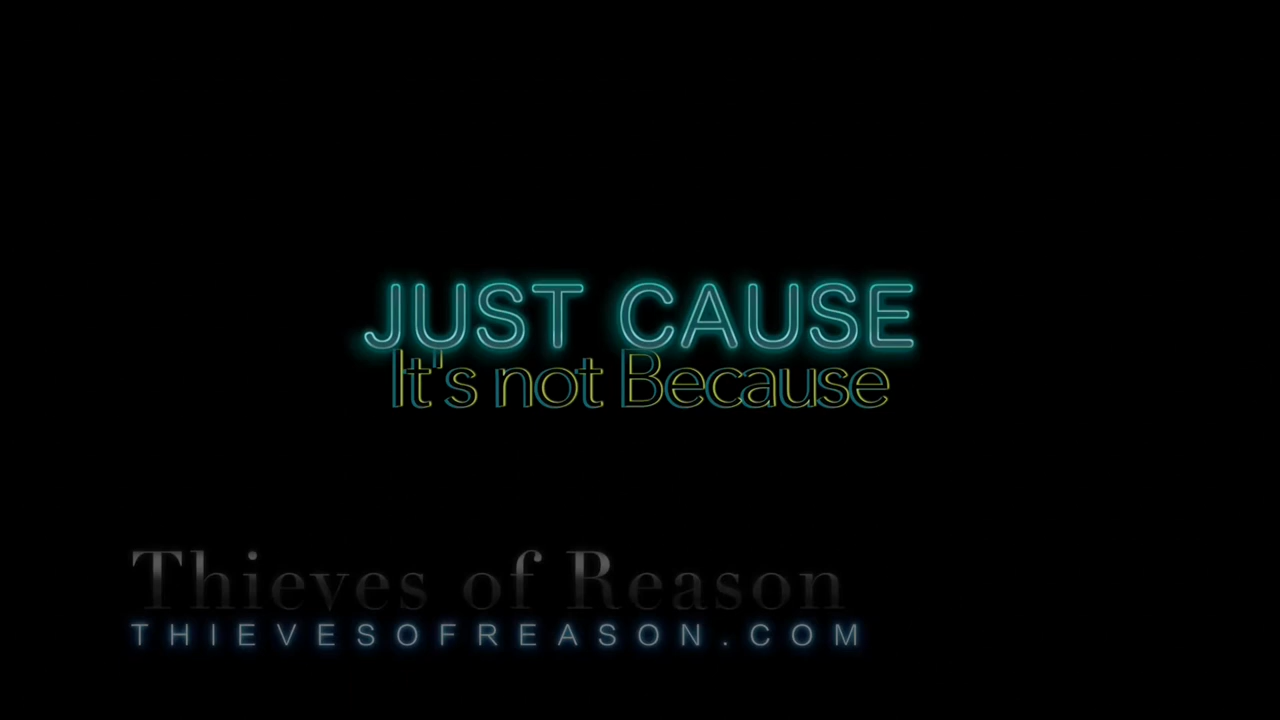 JUST CAUSE
It's not Because
Thieves of Reason
THIEVESOFREASON.COM